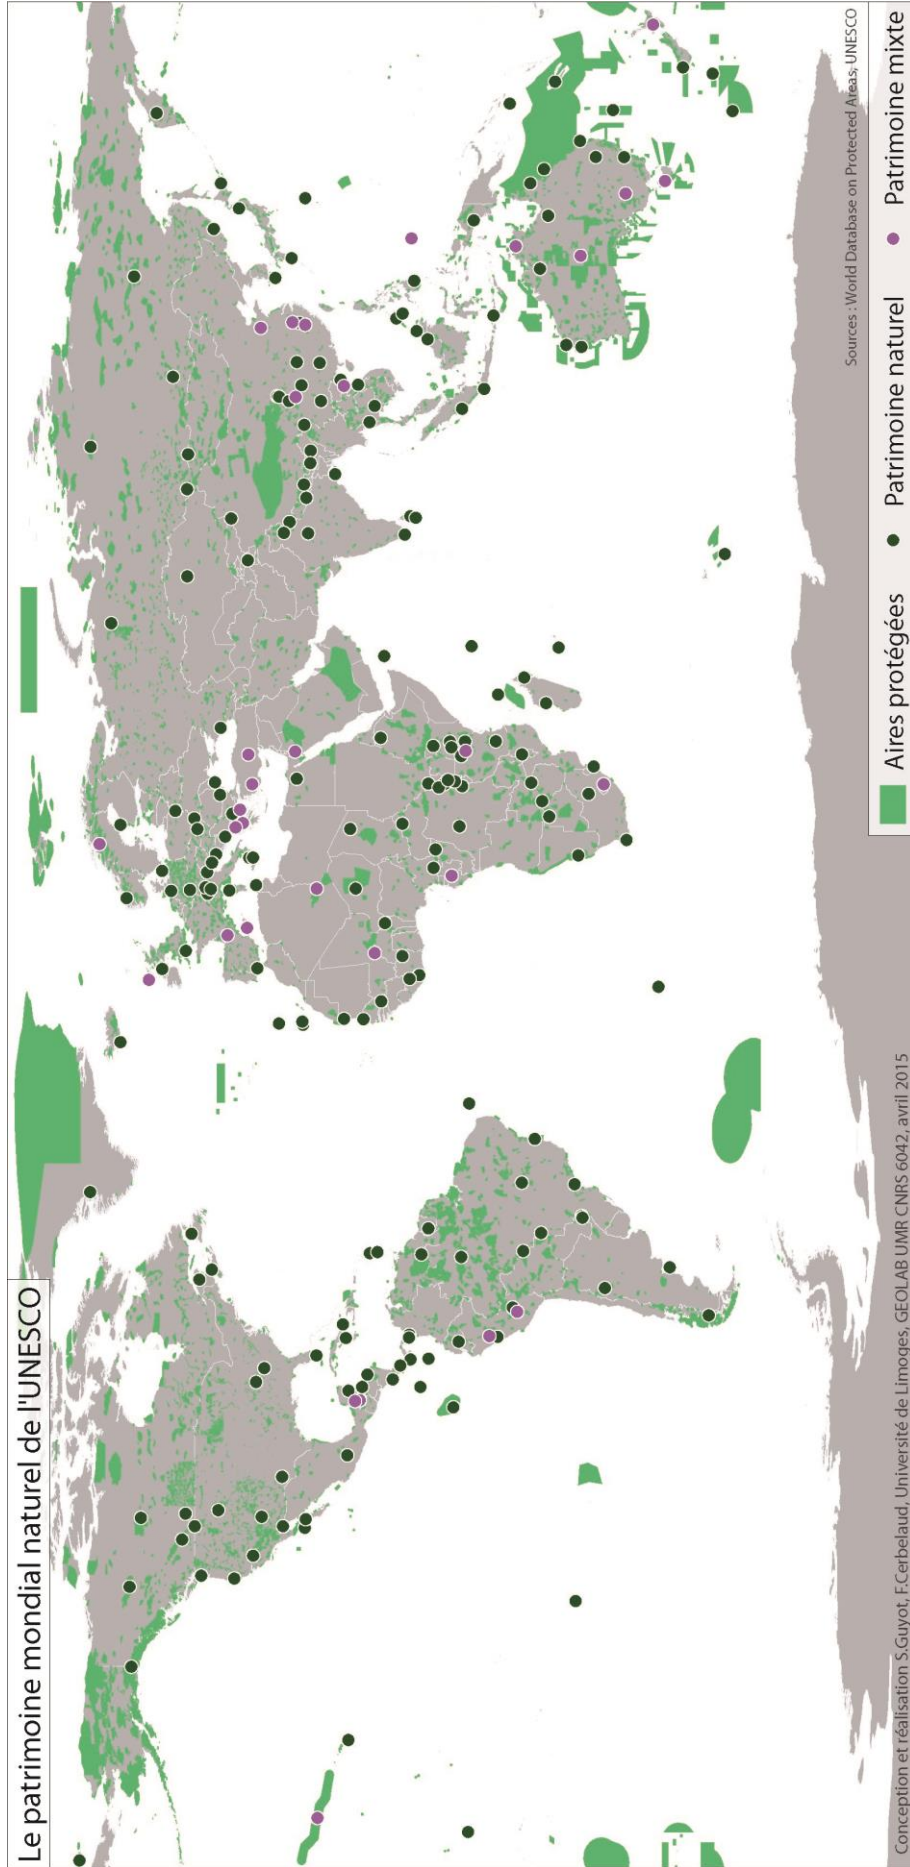 Le patrimoine mondial naturel de l'UNESCO
Sources : World Database on Protected Areas, UNESCO
Aires protégées
Patrimoine naturel
Patrimoine mixte
Conception et réalisation S.Guyot, F.Cerbelaud, Université de Limoges, GEOLAB UMR CNRS 6042, avril 2015